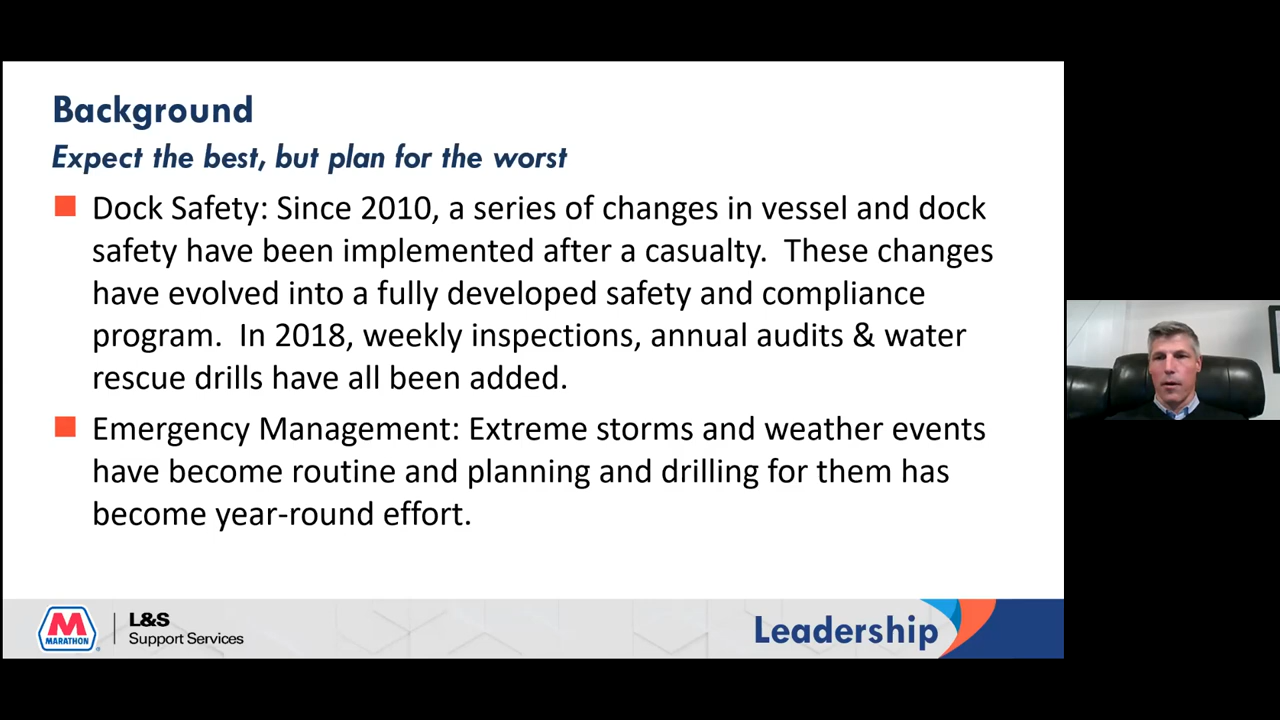 Background
Expect the best, but plan for the worst
Dock Safety: Since 2010, a series of changes in vessel and dock
safety have been implemented after a casualty.  These changes
have evolved into a fully developed safety and compliance
program.  In 2018, weekly inspections, annual audits & water
rescue drills have all been added.
Emergency Management: Extreme storms and weather events
have become routine and planning and drilling for them has
become year-round effort.
MARATHON
L&S
Support Services
Leadership